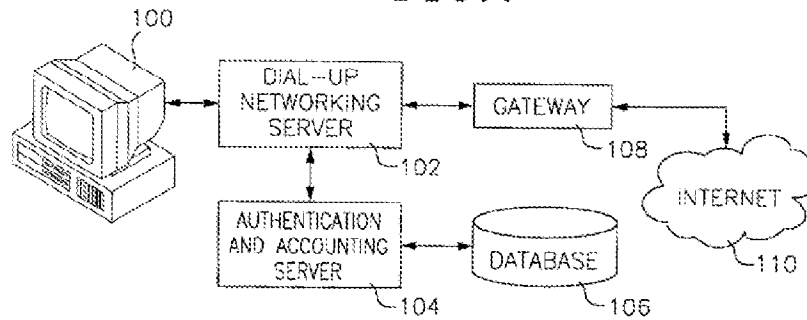 100
DIAL-UP
NETWORKING
SERVER
102
GATEWAY
108
INTERNET
110
AUTHENTICATION
AND ACCOUNTING
SERVER
104
DATABASE
106